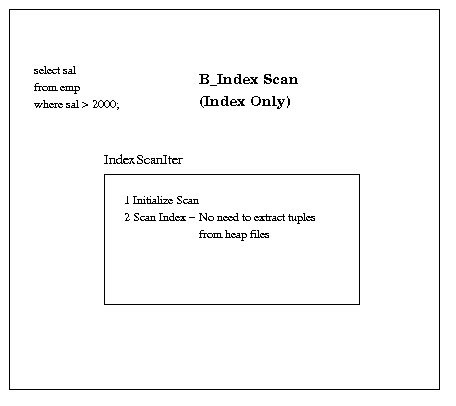 select sal
from emp
where sal > 2000;
B_Index Scan
(Index Only)
IndexScanIter
1 Initialize Scan
2 Scan Index – No need to extract tuples
from heap files